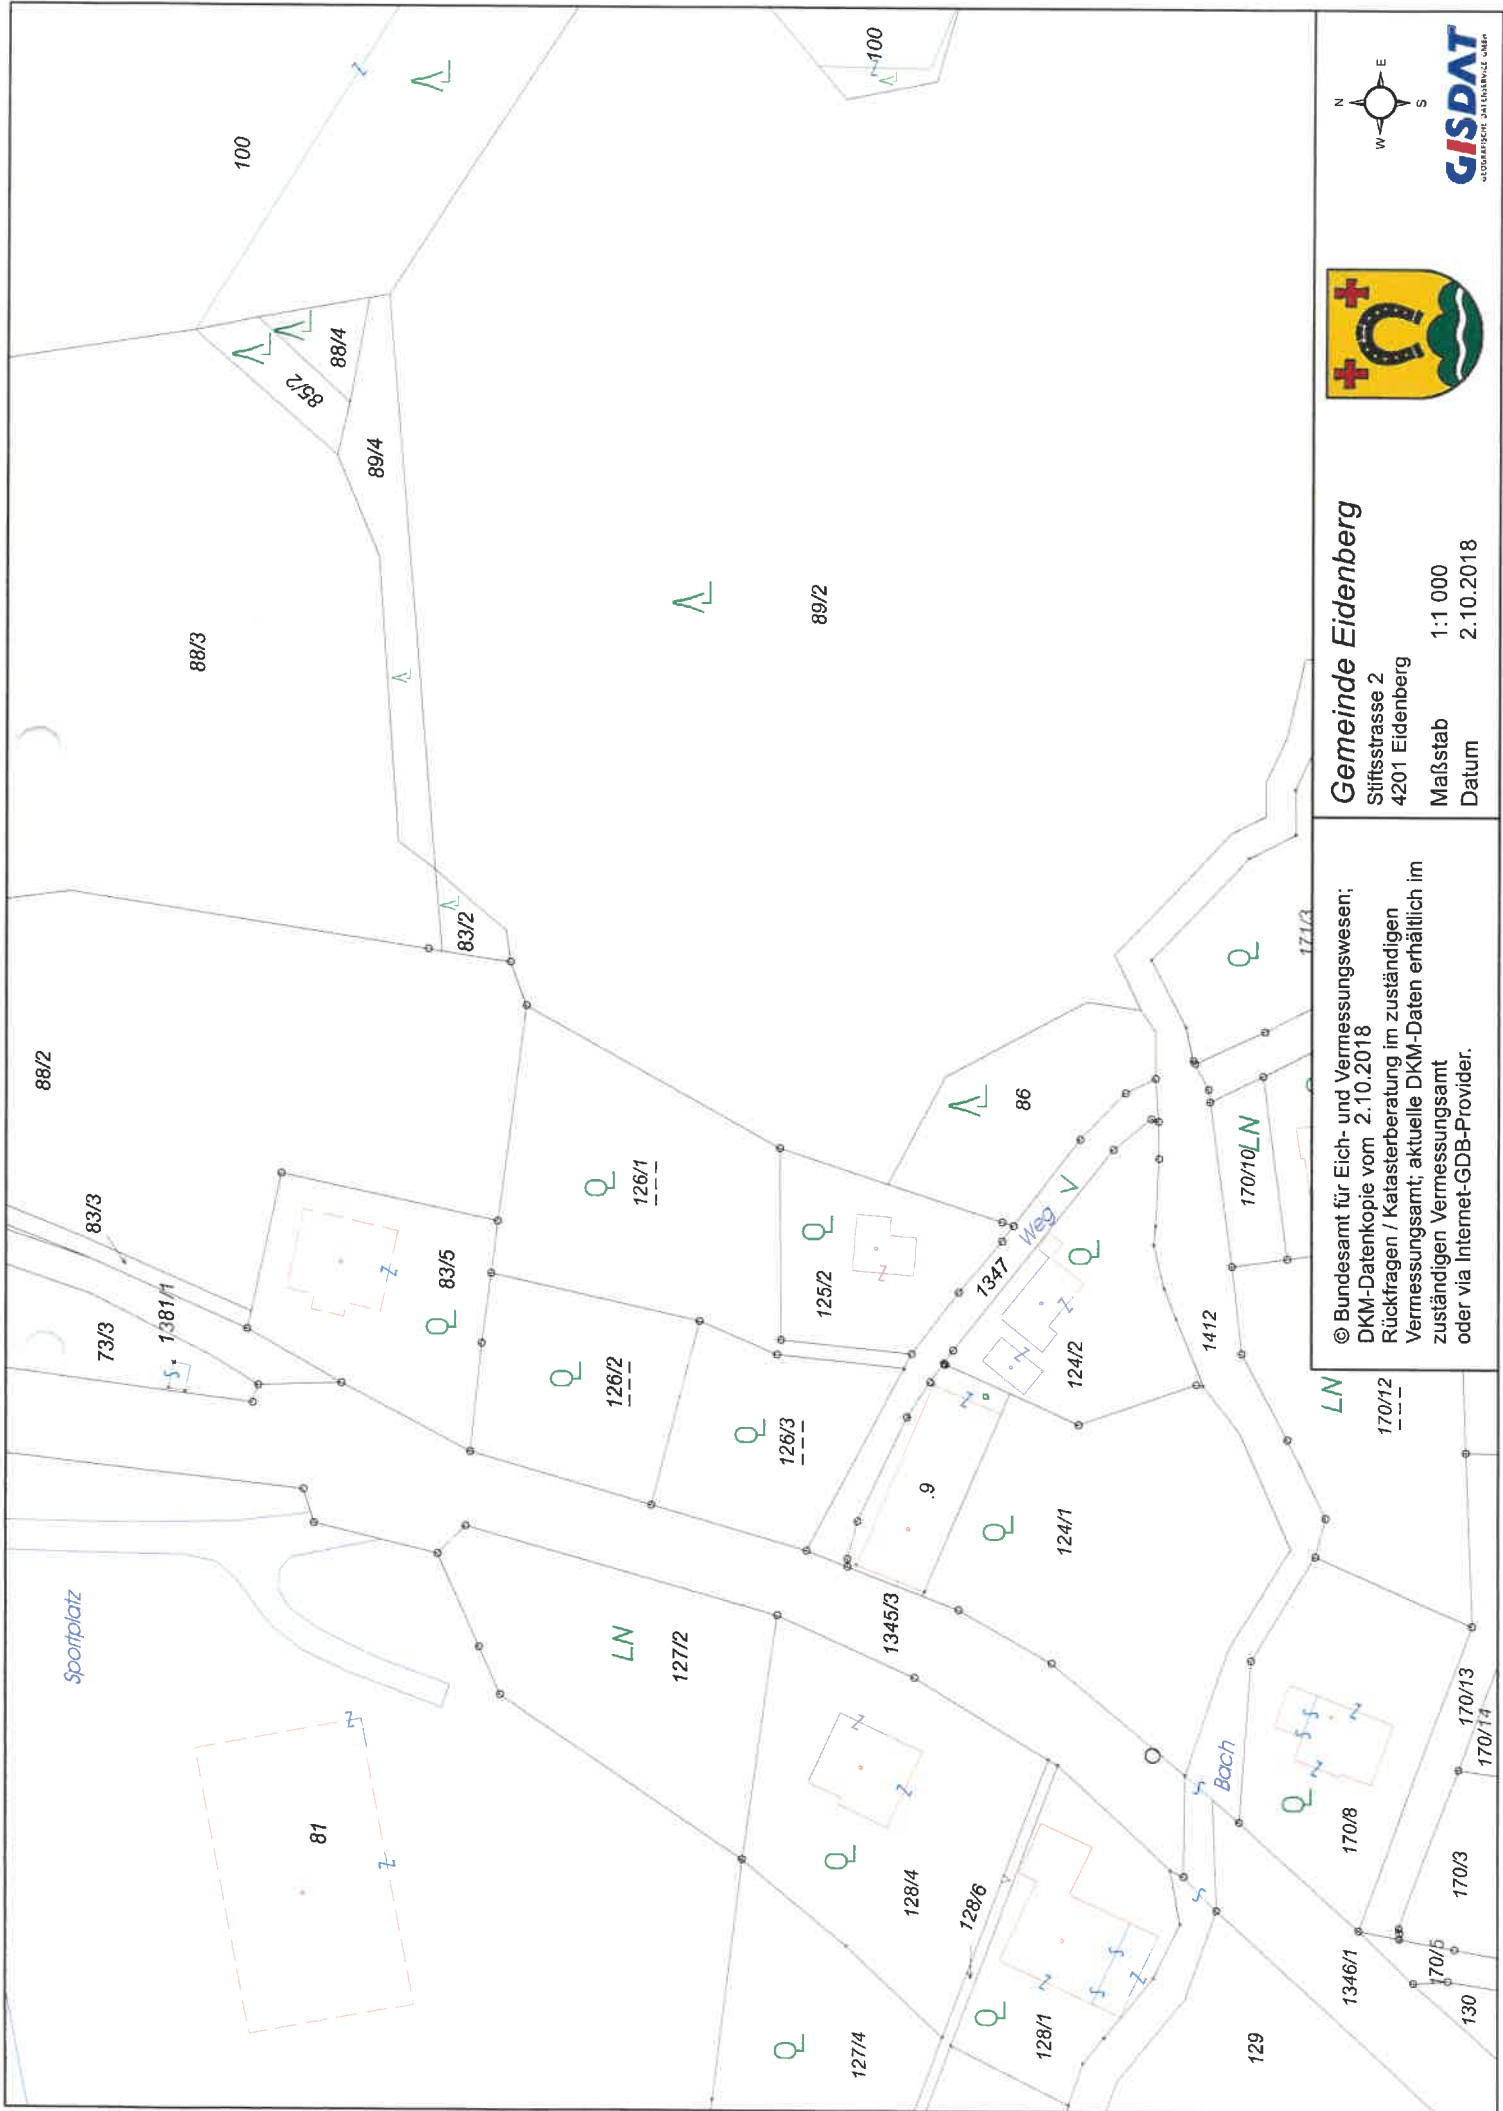 Sportplatz
81
73/3
1381/1
83/3
88/2
88/3
100
85/2
88/4
89/4
100
83/2
83/5
89/2
126/1
126/2
126/3
125/2
86
127/2
LN
1345/3
.9
1347
Weg
124/2
124/1
128/4
128/6
127/4
128/1
129
Bach
1412
170/10
LN
171/3
LN
170/12
170/8
170/13
170/14
170/3
170/5
1346/1
130
© Bundesamt für Eich- und Vermessungswesen;
DKM-Datenkopie vom 2.10.2018
Rückfragen / Katasterberatung im zuständigen
Vermessungsamt; aktuelle DKM-Daten erhältlich im
zuständigen Vermessungsamt
oder via Internet-GDB-Provider.
Gemeinde Eidenberg
Stiftsstrasse 2
4201 Eidenberg
Maßstab 1:1 000
Datum 2.10.2018
N
W E
S
GISDAT
GEOGRAFISCHE DATENSERVICE GMBH